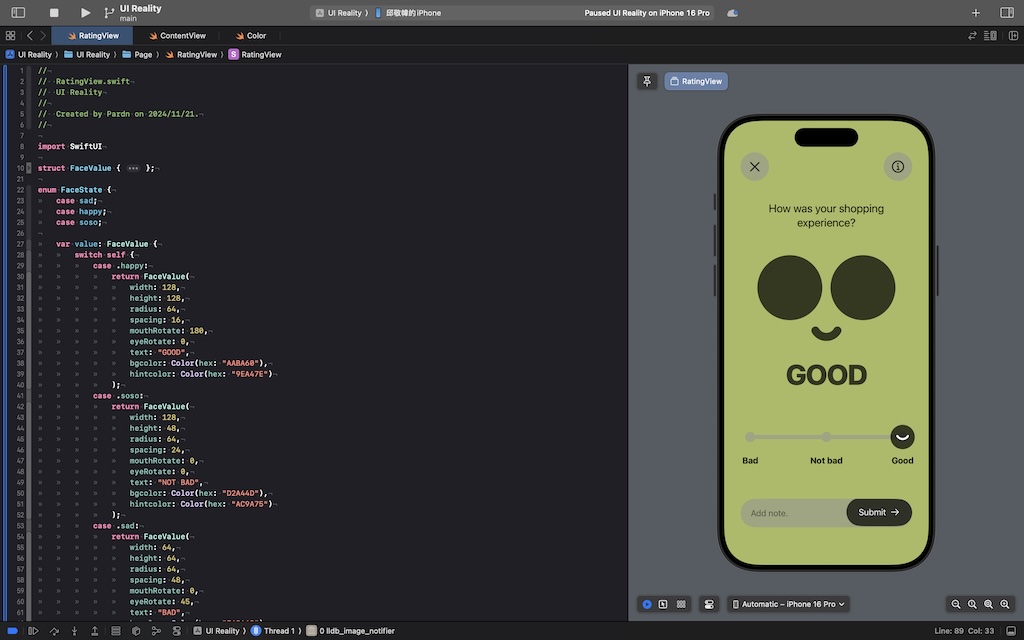 UI Reality
main
UI Reality 〉 邱敬幃的 iPhone
Paused UI Reality on iPhone 16 Pro
RatingView
ContentView
Color
UI Reality 〉 UI Reality 〉 Page 〉 RatingView 〉 S RatingView
1 //
2 // RatingView.swift
3 // UI Reality
4 //
5 // Created by Pardn on 2024/11/21.
6 //
7
8 import SwiftUI
9
10 struct FaceValue { ••• };
21
22 enum FaceState {
23 case sad;
24 case happy;
25 case soso;
26
27 var value: FaceValue {
28 switch self {
29 case .happy:
30 return FaceValue(
31 width: 128,
32 height: 128,
33 radius: 64,
34 spacing: 16,
35 mouthRotate: 180,
36 eyeRotate: 0,
37 text: "GOOD",
38 bgcolor: Color(hex: "AABA60"),
39 hintcolor: Color(hex: "9EA47E")
40 );
41 case .soso:
42 return FaceValue(
43 width: 128,
44 height: 48,
45 radius: 64,
46 spacing: 24,
47 mouthRotate: 0,
48 eyeRotate: 0,
49 text: "NOT BAD",
50 bgcolor: Color(hex: "D2A44D"),
51 hintcolor: Color(hex: "AC9A75")
52 );
53 case .sad:
54 return FaceValue(
55 width: 64,
56 height: 64,
57 radius: 64,
58 spacing: 48,
59 mouthRotate: 0,
60 eyeRotate: 45,
61 text: "BAD",
RatingView
How was your shopping
experience?
GOOD
Bad Not bad Good
Add note.
Submit →
Automatic – iPhone 16 Pro
UI Reality 〉 Thread 1 〉 0 lldb_image_notifier
Line: 89 Col: 33